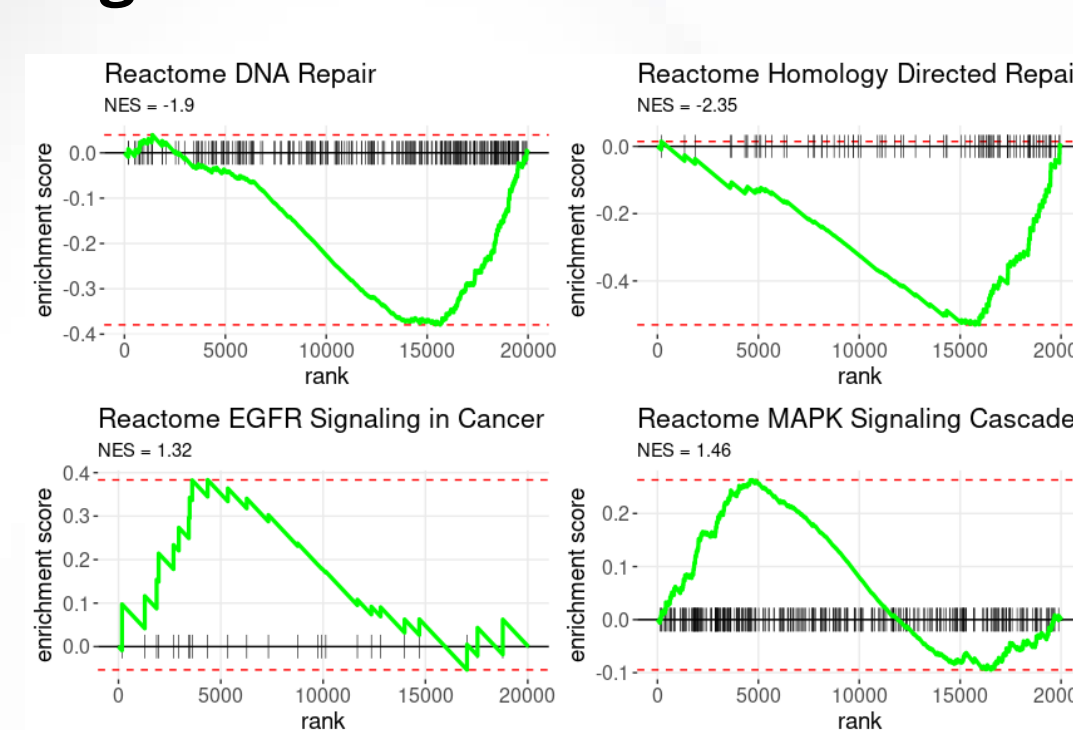 Reactome DNA Repair
NES = -1.9
enrichment score
0.0
-0.1
-0.2
-0.3
-0.4
0 5000 10000 15000 20000
rank
Reactome Homology Directed Repai
NES = -2.35
enrichment score
0.0
-0.2
-0.4
0 5000 10000 15000 2000
rank
Reactome EGFR Signaling in Cancer
NES = 1.32
enrichment score
0.4
0.3
0.2
0.1
0.0
0 5000 10000 15000 20000
rank
Reactome MAPK Signaling Cascade
NES = 1.46
enrichment score
0.2
0.1
0.0
-0.1
0 5000 10000 15000 2000
rank